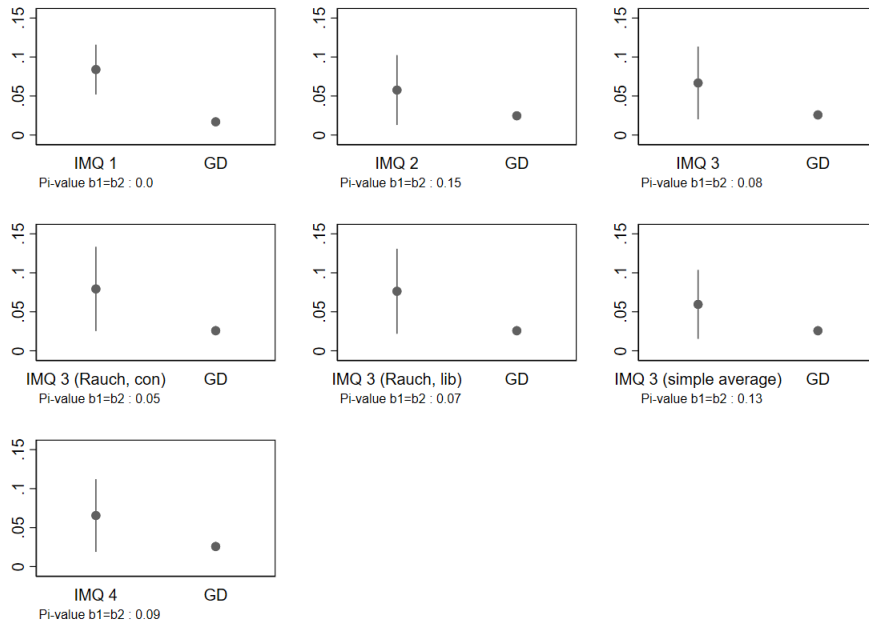 .15
.1
.05
0
IMQ 1 GD
Pi-value b1=b2 : 0.0
.15
.1
.05
0
IMQ 2 GD
Pi-value b1=b2 : 0.15
.15
.1
.05
0
IMQ 3 GD
Pi-value b1=b2 : 0.08
.15
.1
.05
0
IMQ 3 (Rauch, con) GD
Pi-value b1=b2 : 0.05
.15
.1
.05
0
IMQ 3 (Rauch, lib) GD
Pi-value b1=b2 : 0.07
.15
.1
.05
0
IMQ 3 (simple average) GD
Pi-value b1=b2 : 0.13
.15
.1
.05
0
IMQ 4 GD
Pi-value b1=b2 : 0.09